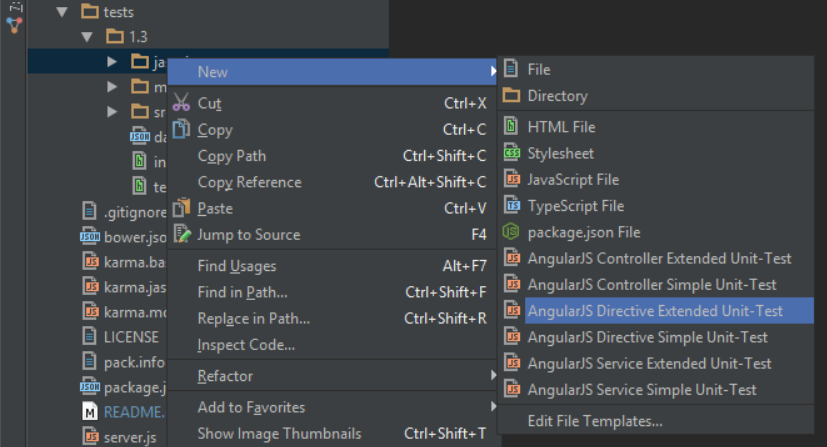 tests
1.3
New
Cut Ctrl+X
Copy Ctrl+C
Copy Path Ctrl+Shift+C
Copy Reference Ctrl+Alt+Shift+C
Paste Ctrl+V
Jump to Source F4
Find Usages Alt+F7
Find in Path... Ctrl+Shift+F
Replace in Path... Ctrl+Shift+R
Inspect Code...
Refactor
Add to Favorites
Show Image Thumbnails Ctrl+Shift+T
File
Directory
HTML File
Stylesheet
JavaScript File
TypeScript File
package.json File
AngularJS Controller Extended Unit-Test
AngularJS Controller Simple Unit-Test
AngularJS Directive Extended Unit-Test
AngularJS Directive Simple Unit-Test
AngularJS Service Extended Unit-Test
AngularJS Service Simple Unit-Test
Edit File Templates...
.gitignore
bower.jso
karma.ba
karma.jas
karma.mo
LICENSE
pack.info
package.j
README.
server.js